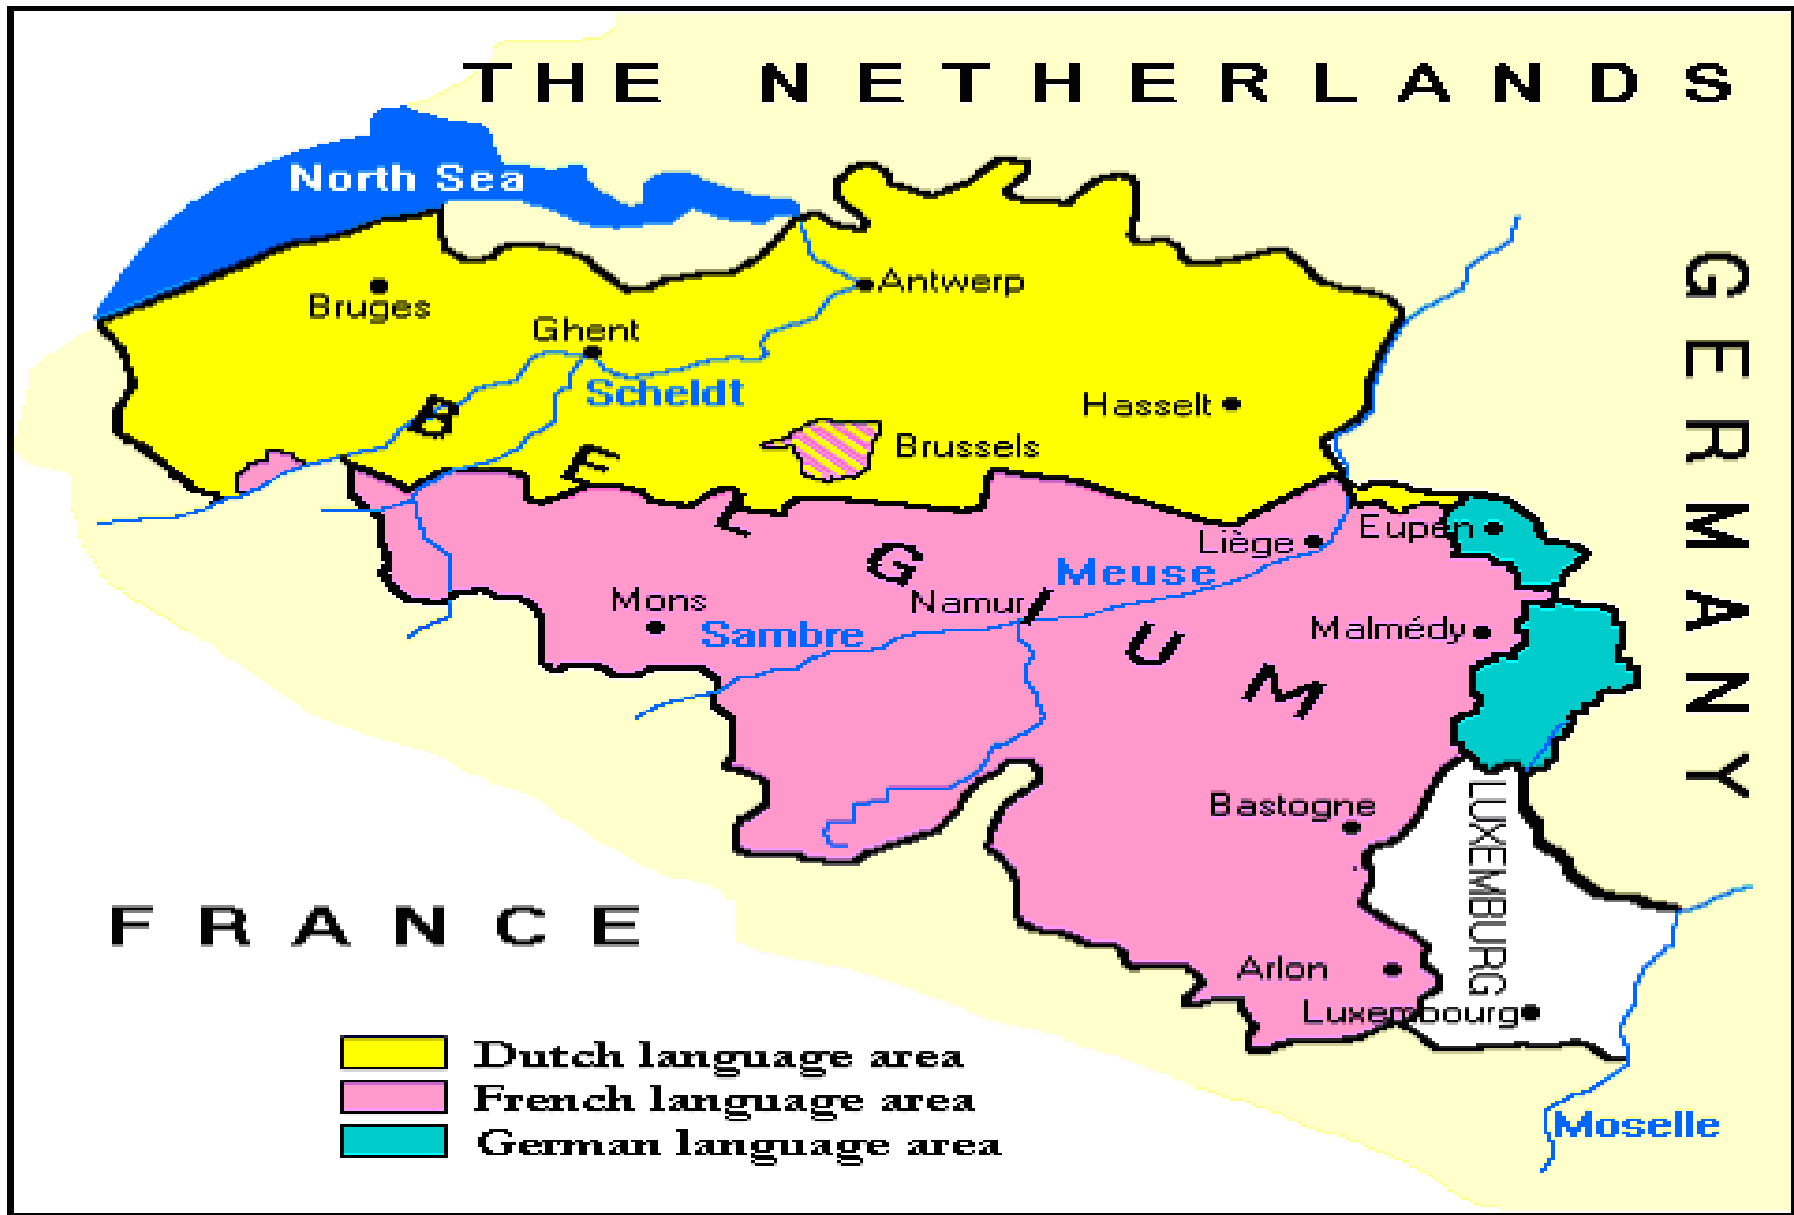 THE NETHERLANDS
North Sea
GERMANY
Antwerp
Bruges
Ghent
Scheldt
Hasselt
Brussels
BELGIUM
Eupen
Liège
Meuse
Mons
Namur
Sambre
Malmédy
Bastogne
LUXEMBURG
FRANCE
Arlon
Luxembourg
Dutch language area
French language area
German language area
Moselle